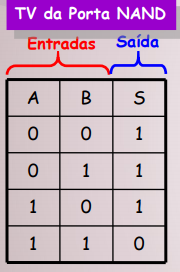 TV da Porta NAND
Entradas Saída
A B S
0 0 1
0 1 1
1 0 1
1 1 0